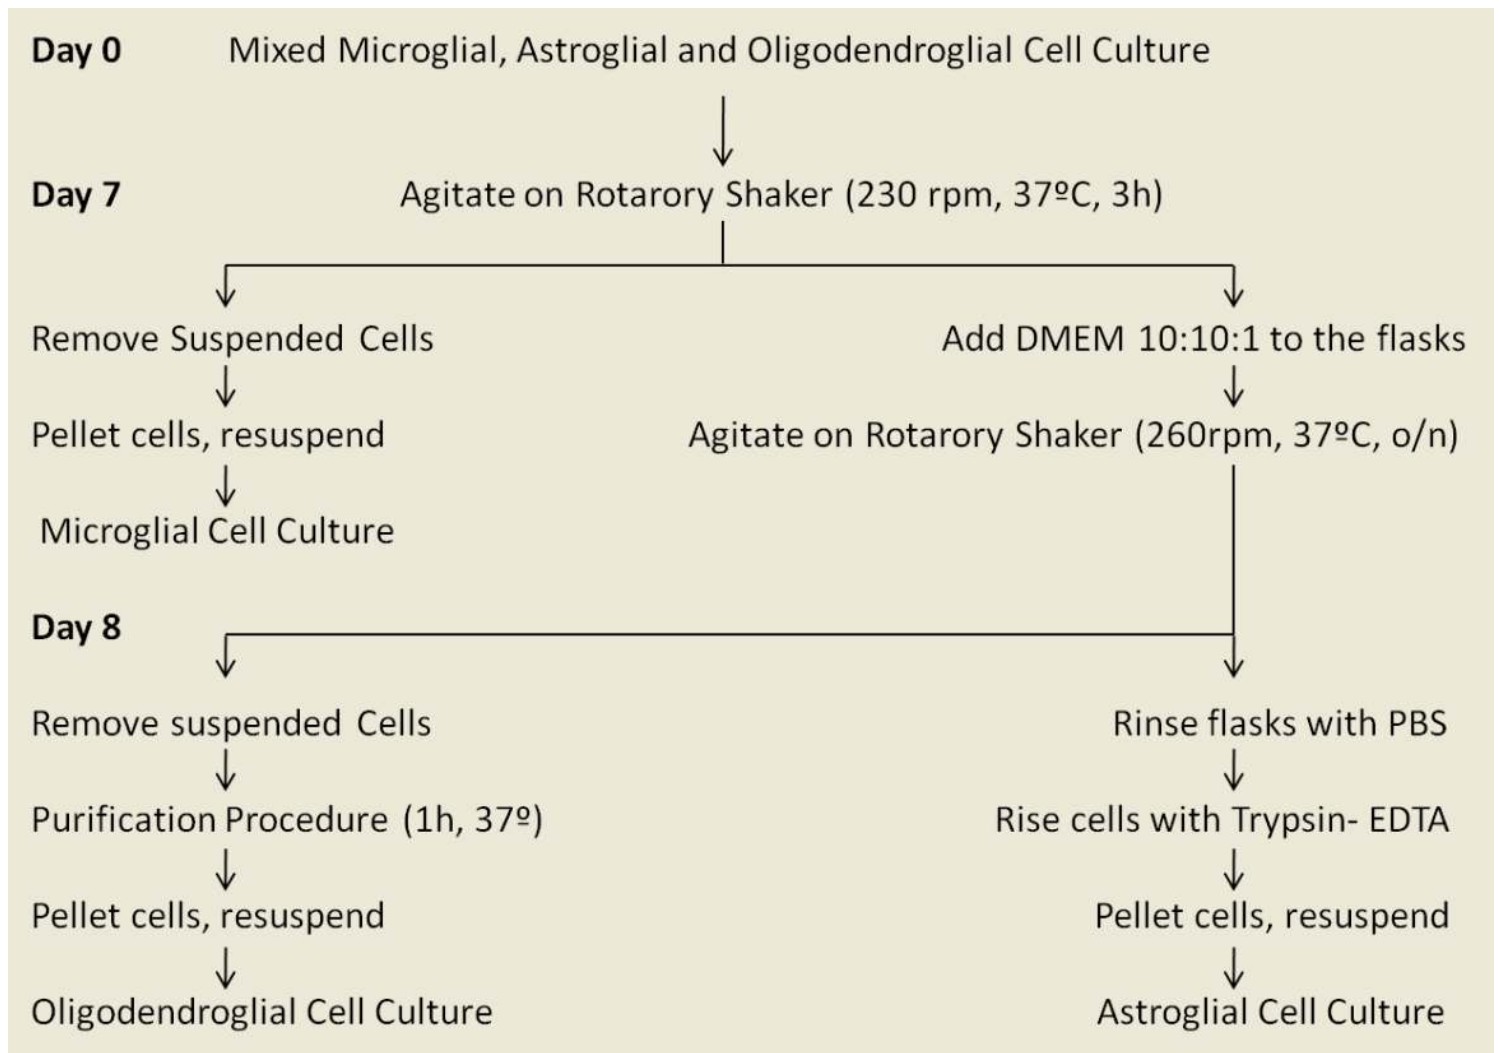 Day 0 Mixed Microglial, Astroglial and Oligodendroglial Cell Culture
Day 7 Agitate on Rotarory Shaker (230 rpm, 37ºC, 3h)
Remove Suspended Cells
Add DMEM 10:10:1 to the flasks
Pellet cells, resuspend
Agitate on Rotarory Shaker (260rpm, 37ºC, o/n)
Microglial Cell Culture
Day 8
Remove suspended Cells
Rinse flasks with PBS
Purification Procedure (1h, 37º)
Rise cells with Trypsin- EDTA
Pellet cells, resuspend
Pellet cells, resuspend
Oligodendroglial Cell Culture
Astroglial Cell Culture